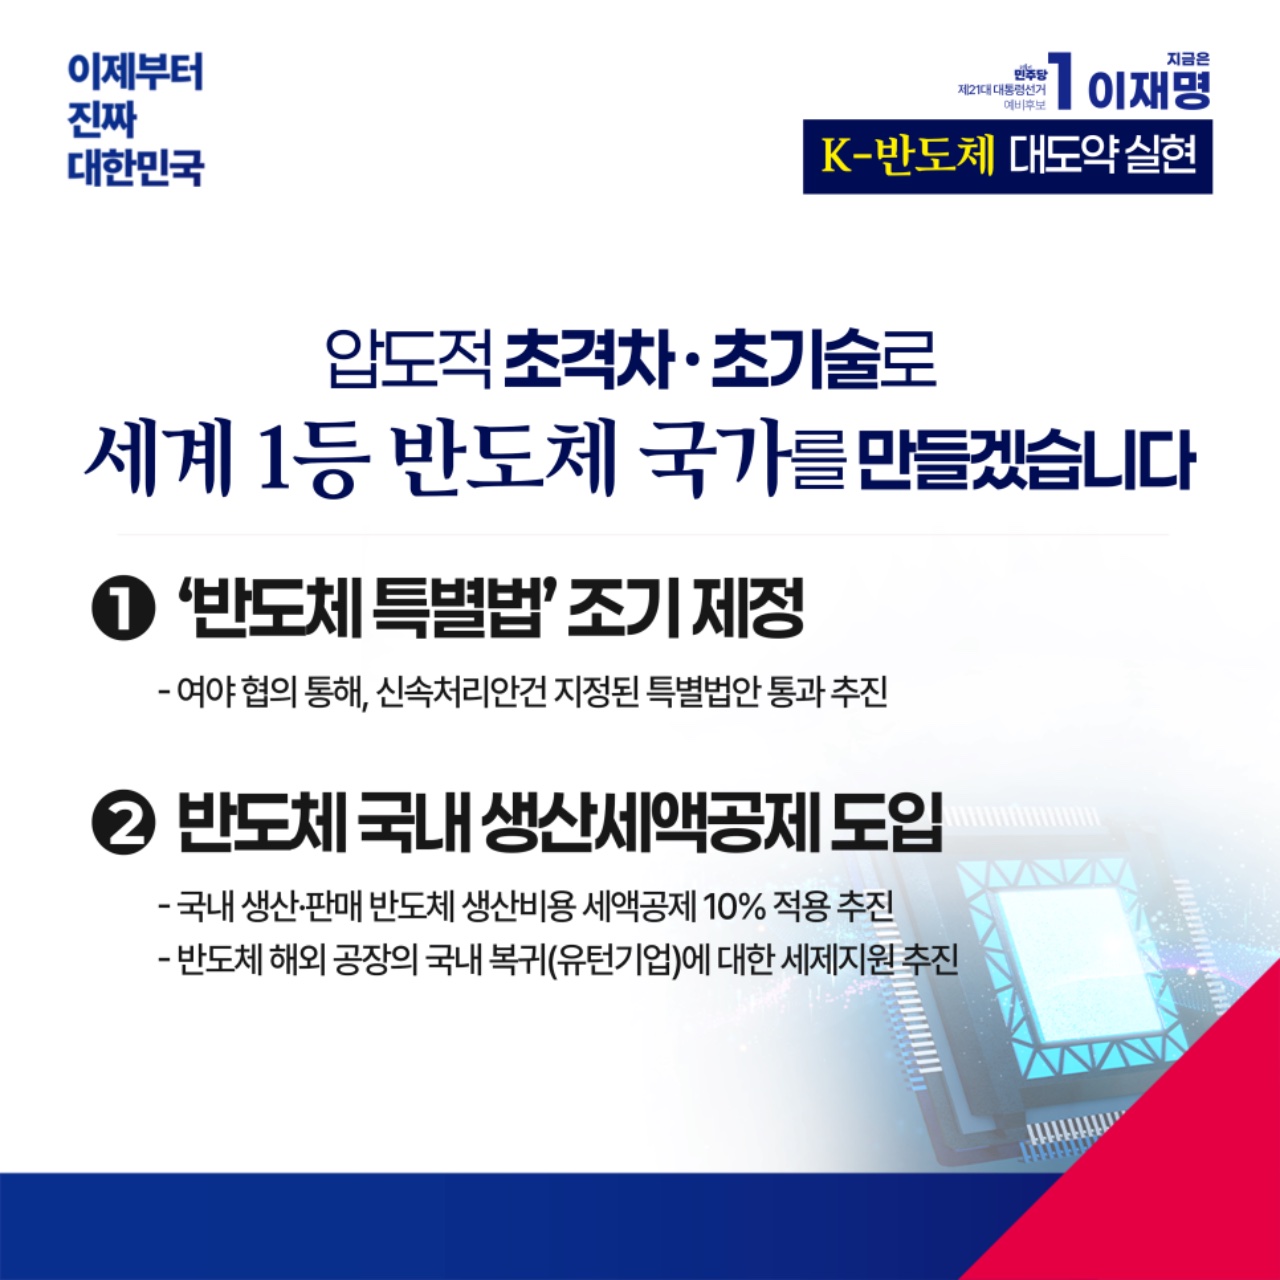 이제부터
진짜
대한민국
민주당
제21대 대통령선거
예비후보
1
지금은
이재명
K-반도체 대도약 실현
압도적 초격차·초기술로
세계 1등 반도체 국가를 만들겠습니다
1 ‘반도체 특별법’ 조기 제정
- 여야 협의 통해, 신속처리안건 지정된 특별법안 통과 추진
2 반도체 국내 생산세액공제 도입
- 국내 생산·판매 반도체 생산비용 세액공제 10% 적용 추진
- 반도체 해외 공장의 국내 복귀(유턴기업)에 대한 세제지원 추진